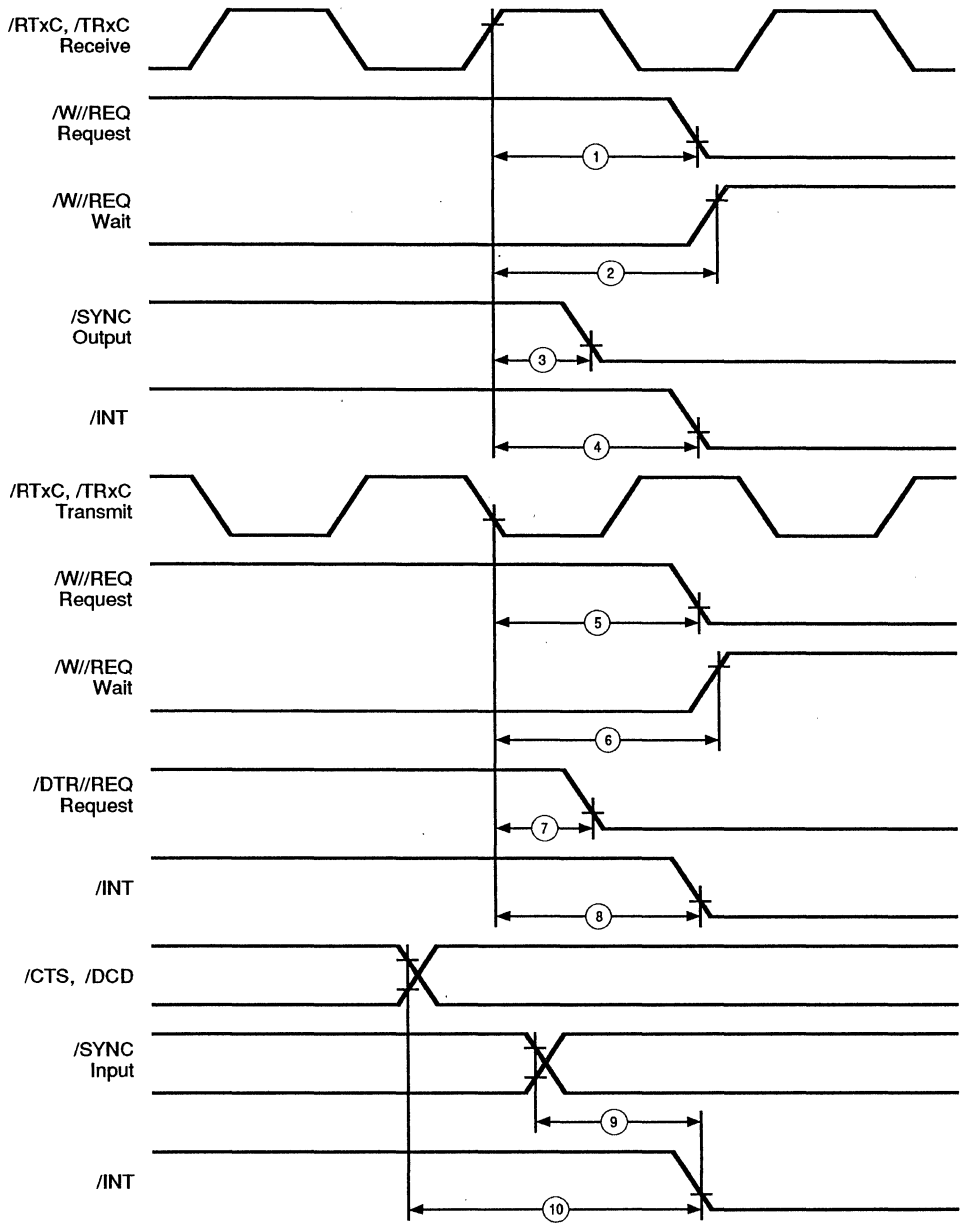 /RTxC, /TRxC
Receive
/W//REQ
Request
1
/W//REQ
Wait
2
/SYNC
Output
3
/INT
4
/RTxC, /TRxC
Transmit
/W//REQ
Request
5
/W//REQ
Wait
6
/DTR//REQ
Request
7
/INT
8
/CTS, /DCD
/SYNC
Input
9
/INT
10